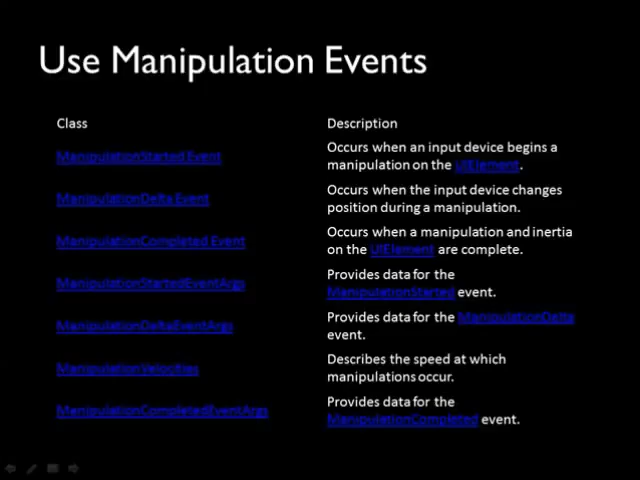 Use Manipulation Events
Class Description
ManipulationStarted Event
Occurs when an input device begins a
manipulation on the UIElement.
ManipulationDelta Event
Occurs when the input device changes
position during a manipulation.
ManipulationCompleted Event
Occurs when a manipulation and inertia
on the UIElement are complete.
ManipulationStartedEventArgs
Provides data for the
ManipulationStarted event.
ManipulationDeltaEventArgs
Provides data for the ManipulationDelta
event.
ManipulationVelocities
Describes the speed at which
manipulations occur.
ManipulationCompletedEventArgs
Provides data for the
ManipulationCompleted event.